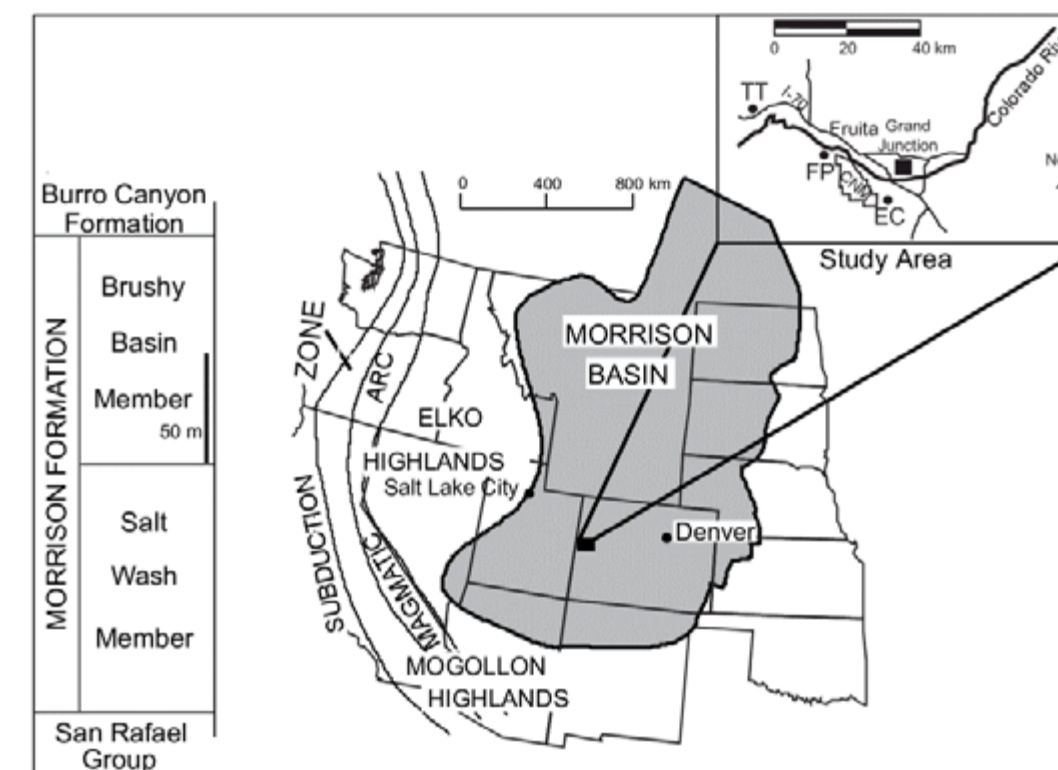 Burro Canyon
Formation
MORRISON FORMATION
Brushy
Basin
Member
50 m
Salt
Wash
Member
San Rafael
Group
0 400 800 km
MORRISON
BASIN
SUBDUCTION
ZONE
MAGMATIC
ARC
ELKO
HIGHLANDS
Salt Lake City
Denver
MOGOLLON
HIGHLANDS
0 20 40 km
TT
I-70
Fruita
Grand
Junction
Colorado
FP
CNM
EC
Study Area